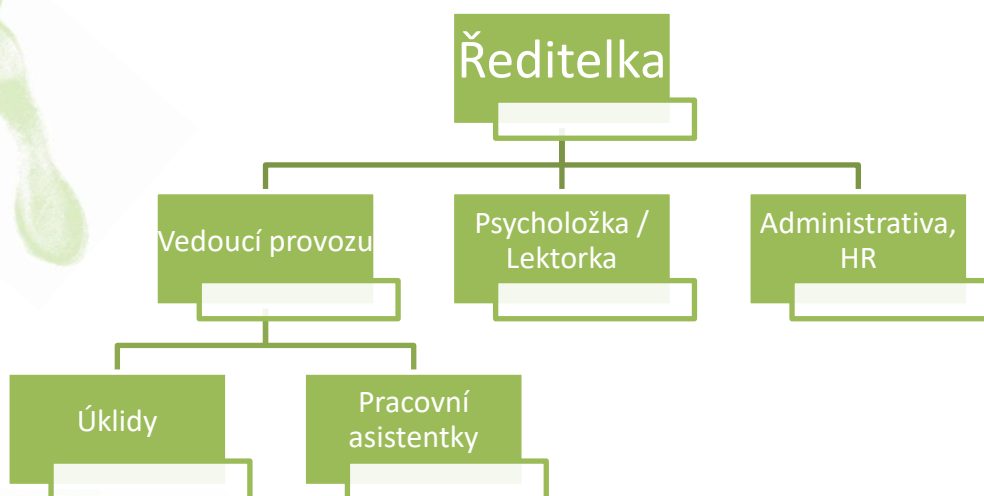 Ředitelka
Vedoucí provozu
Psycholožka /
Lektorka
Administrativa,
HR
Úklidy
Pracovní
asistentky